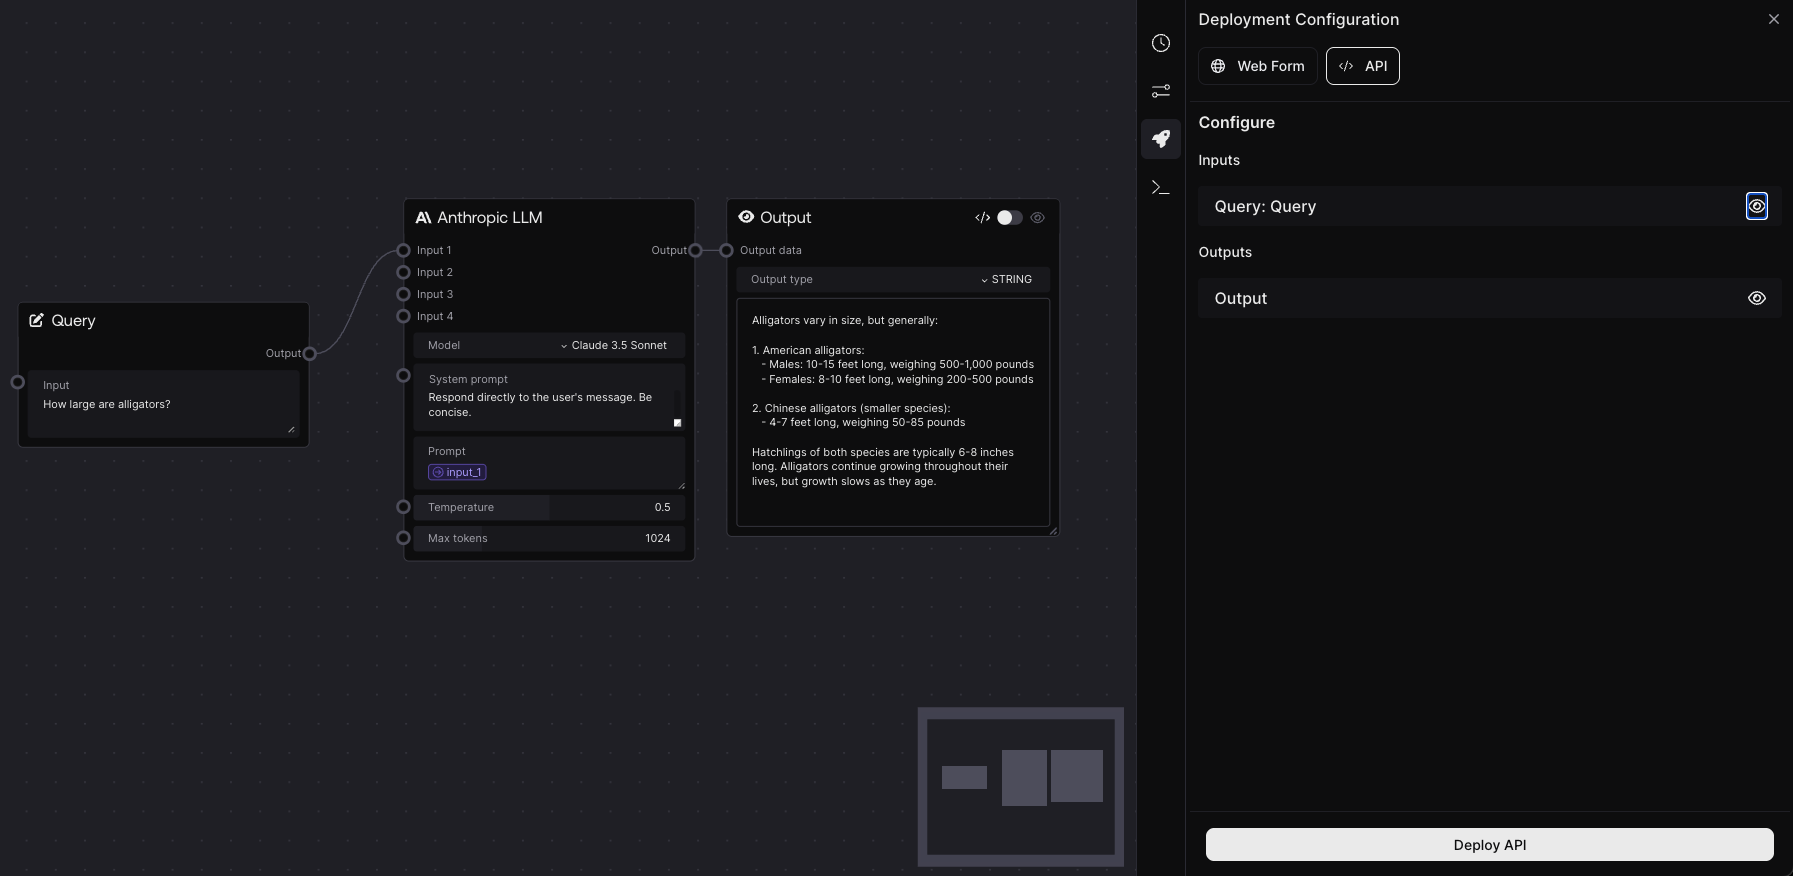 Query
Output
Input
How large are alligators?
Anthropic LLM
Input 1
Output
Input 2
Input 3
Input 4
Model
Claude 3.5 Sonnet
System prompt
Respond directly to the user's message. Be
concise.
Prompt
input_1
Temperature
0.5
Max tokens
1024
Output
Output data
Output type
STRING
Alligators vary in size, but generally:
1. American alligators:
- Males: 10-15 feet long, weighing 500-1,000 pounds
- Females: 8-10 feet long, weighing 200-500 pounds
2. Chinese alligators (smaller species):
- 4-7 feet long, weighing 50-85 pounds
Hatchlings of both species are typically 6-8 inches
long. Alligators continue growing throughout their
lives, but growth slows as they age.
Deployment Configuration
Web Form
API
Configure
Inputs
Query: Query
Outputs
Output
Deploy API